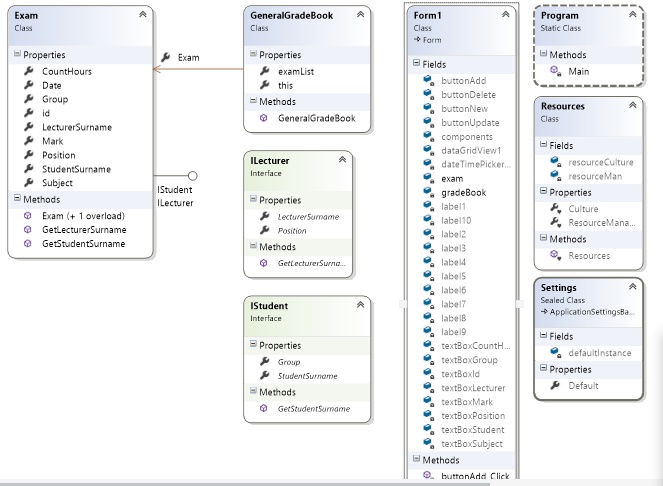 Exam
Class
Properties
CountHours
Date
Group
id
LecturerSurname
Mark
Position
StudentSurname
Subject
Methods
Exam (+ 1 overload)
GetLecturerSurname
GetStudentSurname
Exam
IStudent
ILecturer
GeneralGradeBook
Class
Properties
examList
this
Methods
GeneralGradeBook
ILecturer
Interface
Properties
LecturerSurname
Position
Methods
GetLecturerSurna...
IStudent
Interface
Properties
Group
StudentSurname
Methods
GetStudentSurname
Form1
Class
Form
Fields
buttonAdd
buttonDelete
buttonNew
buttonUpdate
components
dataGridView1
dateTimePicker...
exam
gradeBook
label1
label10
label2
label3
label4
label5
label6
label7
label8
label9
textBoxCountH...
textBoxGroup
textBoxId
textBoxLecturer
textBoxMark
textBoxPosition
textBoxStudent
textBoxSubject
Methods
buttonAdd_Click
Program
Static Class
Methods
Main
Resources
Class
Fields
resourceCulture
resourceMan
Properties
Culture
ResourceMana...
Methods
Resources
Settings
Sealed Class
ApplicationSettingsBa...
Fields
defaultInstance
Properties
Default